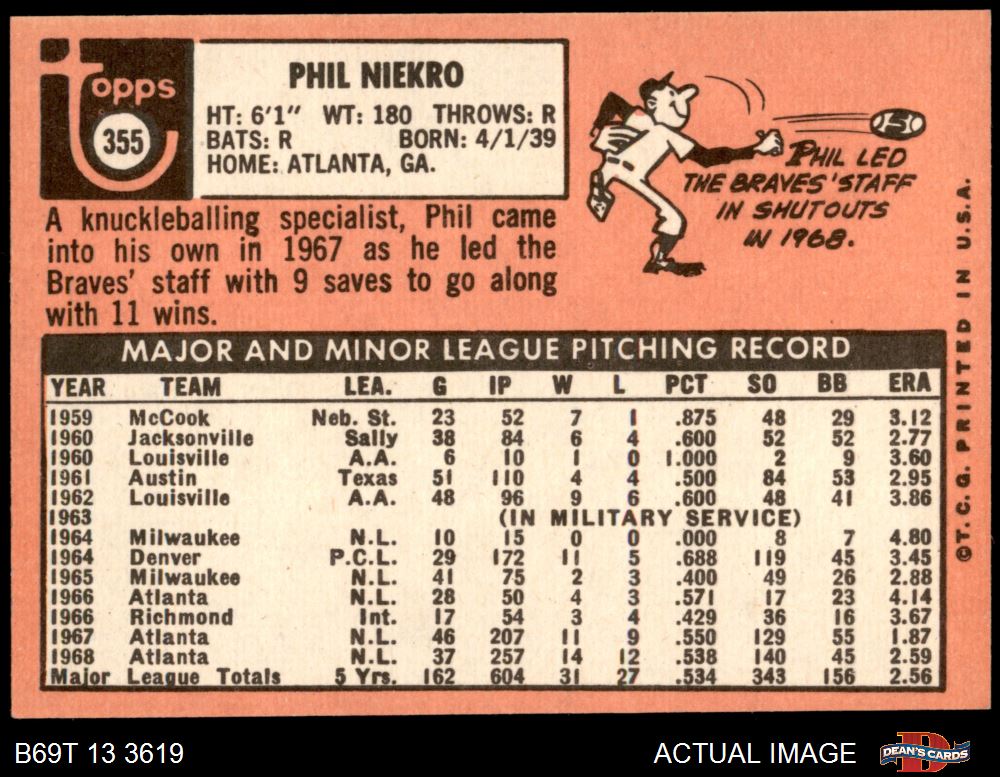 Topps
355
PHIL NIEKRO
HT: 6'1" WT: 180 THROWS: R
BATS: R BORN: 4/1/39
HOME: ATLANTA, GA.
PHIL LED
THE BRAVES' STAFF
IN SHUTOUTS
IN 1968.
A knuckleballing specialist, Phil came
into his own in 1967 as he led the
Braves' staff with 9 saves to go along
with 11 wins.
MAJOR AND MINOR LEAGUE PITCHING RECORD
YEAR TEAM LEA. G IP W L PCT SO BB ERA
1959 McCook Neb. St. 23 52 7 1 .875 48 29 3.12
1960 Jacksonville Sally 38 84 6 4 .600 52 52 2.77
1960 Louisville A.A. 6 10 1 0 1.000 2 9 3.60
1961 Austin Texas 51 110 4 4 .500 84 53 2.95
1962 Louisville A.A. 48 96 9 6 .600 48 41 3.86
1963 (IN MILITARY SERVICE)
1964 Milwaukee N.L. 10 15 0 0 .000 8 7 4.80
1964 Denver P.C.L. 29 172 11 5 .688 119 45 3.45
1965 Milwaukee N.L. 41 75 2 3 .400 49 26 2.88
1966 Atlanta N.L. 28 50 4 3 .571 17 23 4.14
1966 Richmond Int. 17 54 3 4 .429 36 16 3.67
1967 Atlanta N.L. 46 207 11 9 .550 129 55 1.87
1968 Atlanta N.L. 37 257 14 12 .538 140 45 2.59
Major League Totals 5 Yrs. 162 604 31 27 .534 343 156 2.56
©T.C.G. PRINTED IN U.S.A.
B69T 13 3619
ACTUAL IMAGE
D
DEAN'S CARDS